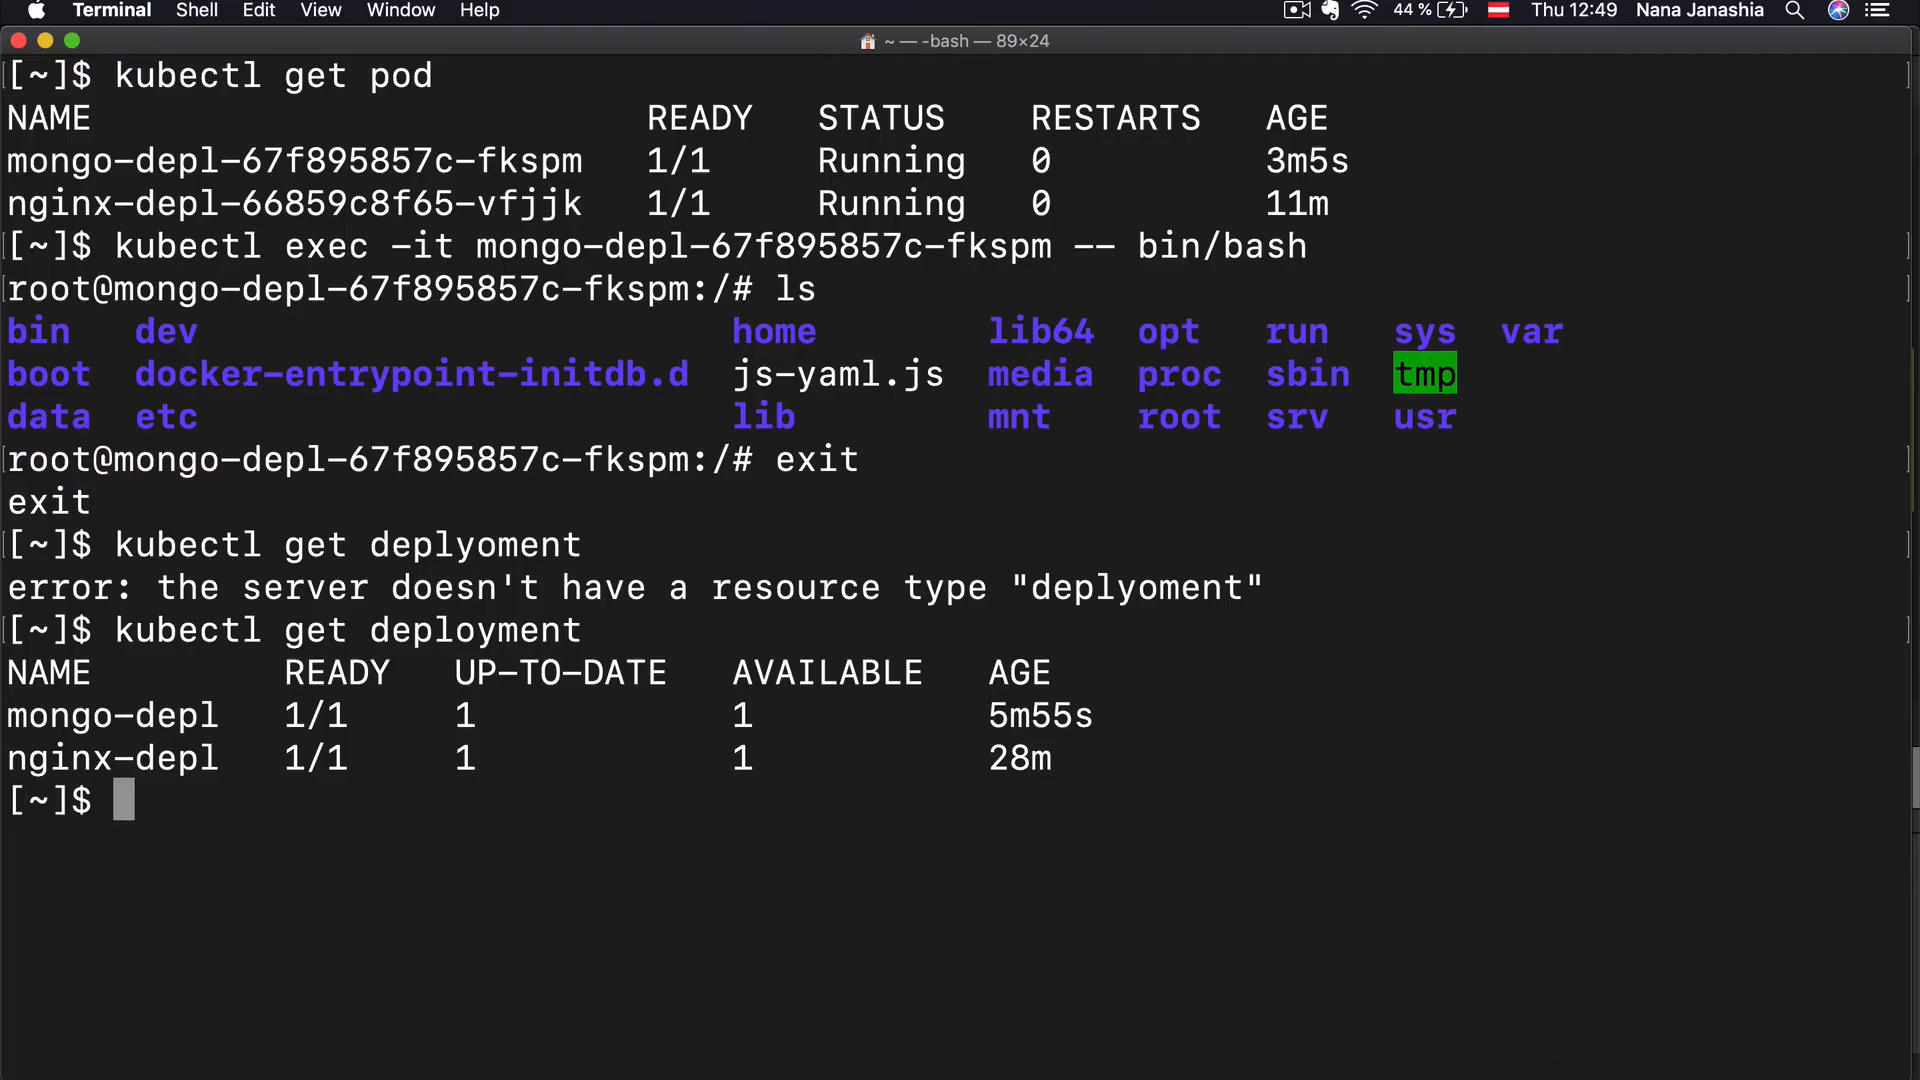 Terminal Shell Edit View Window Help 44 % Thu 12:49 Nana Janashia
~ — -bash — 89×24
[~]$ kubectl get pod
NAME READY STATUS RESTARTS AGE
mongo-depl-67f895857c-fkspm 1/1 Running 0 3m5s
nginx-depl-66859c8f65-vfjjk 1/1 Running 0 11m
[~]$ kubectl exec -it mongo-depl-67f895857c-fkspm -- bin/bash
root@mongo-depl-67f895857c-fkspm:/# ls
bin dev home lib64 opt run sys var
boot docker-entrypoint-initdb.d js-yaml.js media proc sbin tmp
data etc lib mnt root srv usr
root@mongo-depl-67f895857c-fkspm:/# exit
exit
[~]$ kubectl get deplyoment
error: the server doesn't have a resource type "deplyoment"
[~]$ kubectl get deployment
NAME READY UP-TO-DATE AVAILABLE AGE
mongo-depl 1/1 1 1 5m55s
nginx-depl 1/1 1 1 28m
[~]$